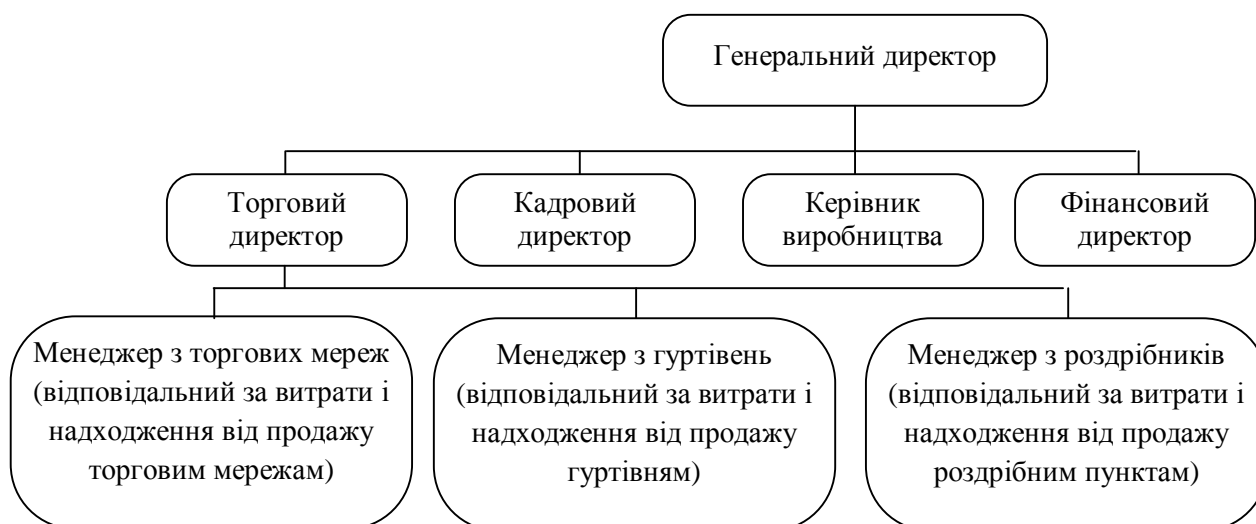 Генеральний директор
Торговий
директор
Кадровий
директор
Керівник
виробництва
Фінансовий
директор
Менеджер з торгових мереж
(відповідальний за витрати і
надходження від продажу
торговим мережам)
Менеджер з гуртівень
(відповідальний за витрати і
надходження від продажу
гуртівням)
Менеджер з роздрібників
(відповідальний за витрати і
надходження від продажу
роздрібним пунктам)